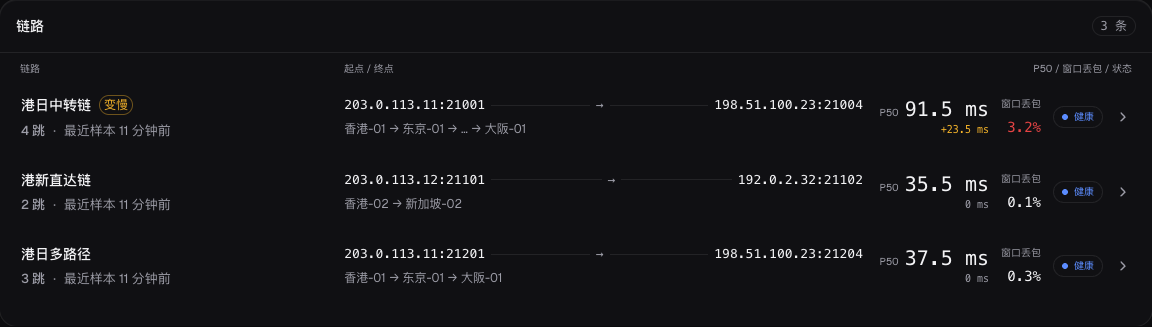 链路
3 条
链路 起点 / 终点 P50 / 窗口丢包 / 状态
港日中转链 变慢 203.0.113.11:21001 → 198.51.100.23:21004 P50 91.5 ms 窗口丢包 健康
4 跳 · 最近样本 11 分钟前 香港-01 → 东京-01 → … → 大阪-01 +23.5 ms 3.2%
港新直达链 203.0.113.12:21101 → 192.0.2.32:21102 P50 35.5 ms 窗口丢包 健康
2 跳 · 最近样本 11 分钟前 香港-02 → 新加坡-02 0 ms 0.1%
港日多路径 203.0.113.11:21201 → 198.51.100.23:21204 P50 37.5 ms 窗口丢包 健康
3 跳 · 最近样本 11 分钟前 香港-01 → 东京-01 → 大阪-01 0 ms 0.3%